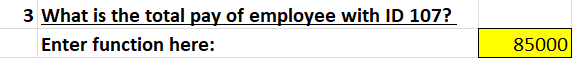 3 What is the total pay of employee with ID 107?
Enter function here: 85000